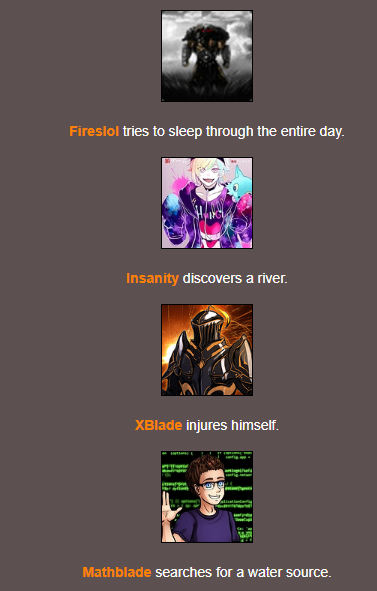 Fireslol tries to sleep through the entire day.
Insanity discovers a river.
XBlade injures himself.
Mathblade searches for a water source.